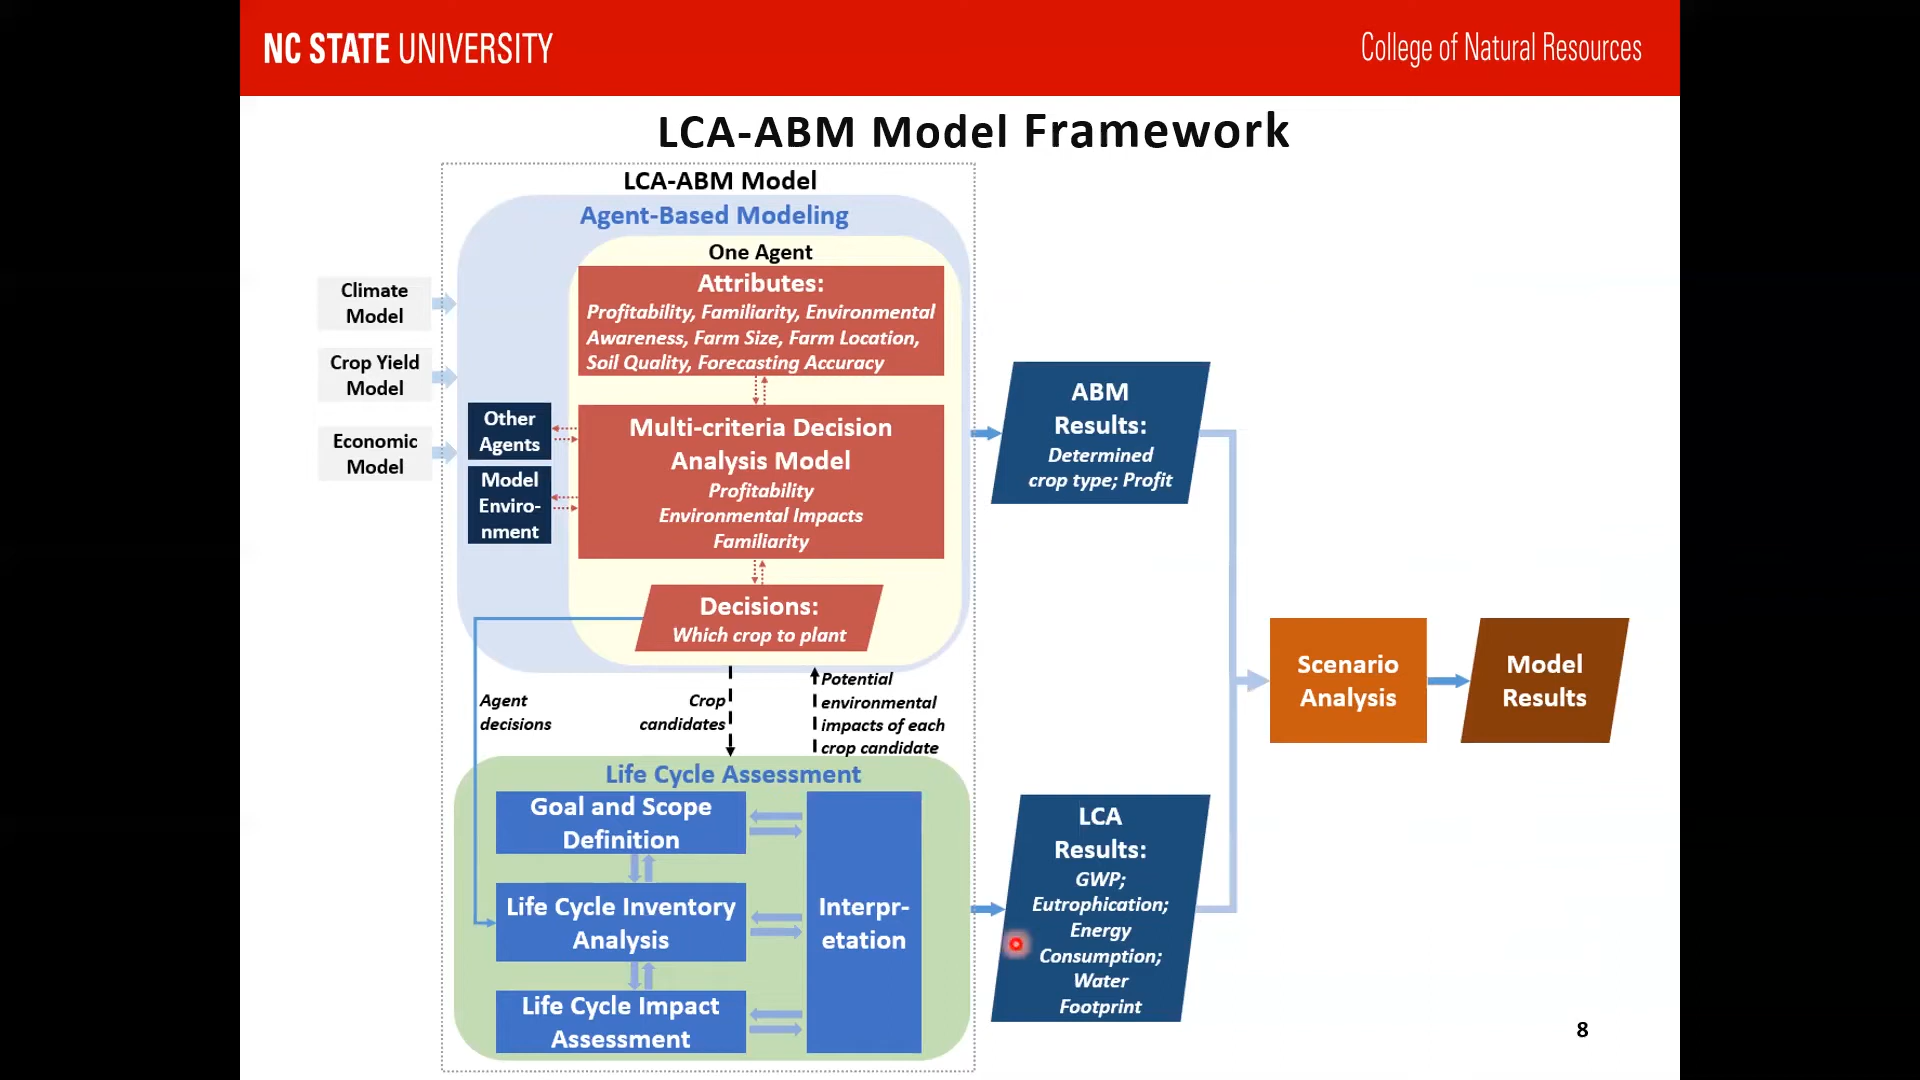 NC STATE UNIVERSITY
College of Natural Resources
LCA-ABM Model Framework
LCA-ABM Model
Agent-Based Modeling
One Agent
Attributes:
Profitability, Familiarity, Environmental
Awareness, Farm Size, Farm Location,
Soil Quality, Forecasting Accuracy
Climate
Model
Crop Yield
Model
Economic
Model
Other
Agents
Model
Enviro-
nment
Multi-criteria Decision
Analysis Model
Profitability
Environmental Impacts
Familiarity
Decisions:
Which crop to plant
Agent
decisions
Crop
candidates
Potential
environmental
impacts of each
crop candidate
Life Cycle Assessment
Goal and Scope
Definition
Life Cycle Inventory
Analysis
Life Cycle Impact
Assessment
Interpr-
etation
ABM
Results:
Determined
crop type; Profit
LCA
Results:
GWP;
Eutrophication;
Energy
Consumption;
Water
Footprint
Scenario
Analysis
Model
Results
8